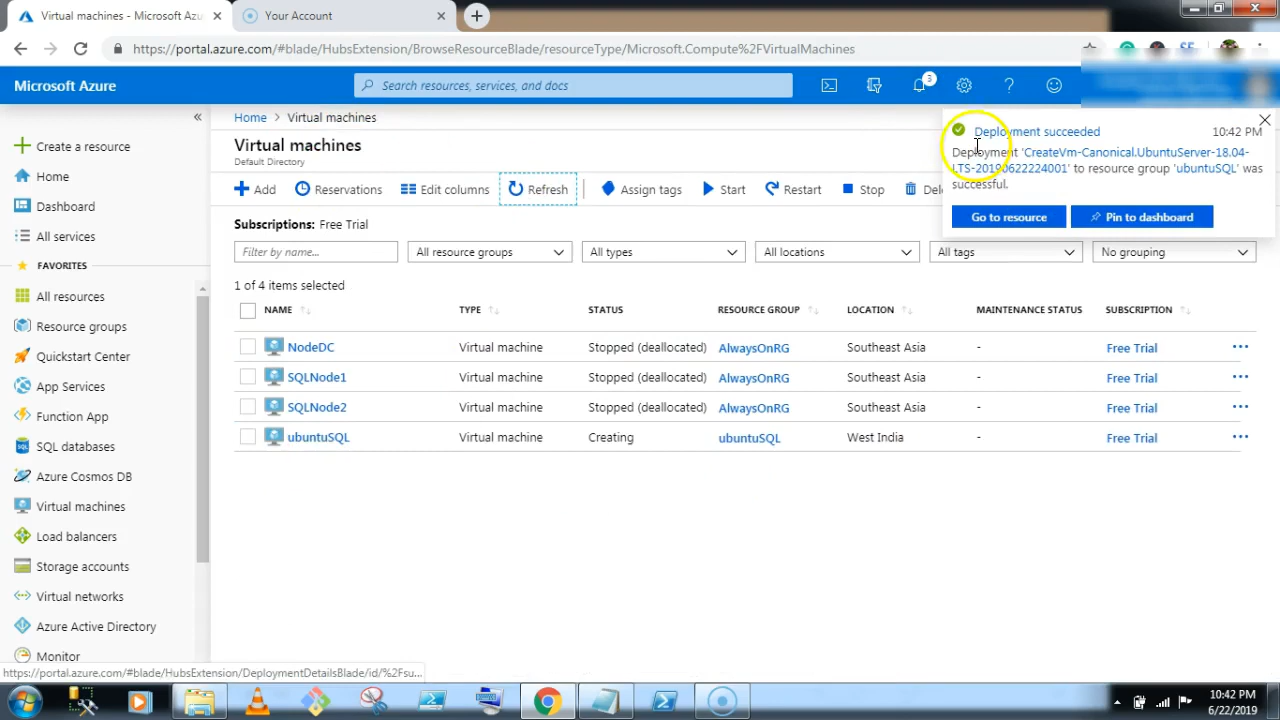 Virtual machines - Microsoft Azu
Your Account
https://portal.azure.com/#blade/HubsExtension/BrowseResourceBlade/resourceType/Microsoft.Compute%2FVirtualMachines
Microsoft Azure
Search resources, services, and docs
3
Home
Virtual machines
Virtual machines
Default Directory
Add
Reservations
Edit columns
Refresh
Assign tags
Start
Restart
Stop
Del
Deployment succeeded
10:42 PM
Deployment 'CreateVm-Canonical.UbuntuServer-18.04-
LTS-20190622224001' to resource group 'ubuntuSQL' was
successful.
Go to resource
Pin to dashboard
Create a resource
Home
Dashboard
All services
FAVORITES
All resources
Resource groups
Quickstart Center
App Services
Function App
SQL databases
Azure Cosmos DB
Virtual machines
Load balancers
Storage accounts
Virtual networks
Azure Active Directory
Monitor
Subscriptions: Free Trial
Filter by name...
All resource groups
All types
All locations
All tags
No grouping
1 of 4 items selected
NAME TYPE STATUS RESOURCE GROUP LOCATION MAINTENANCE STATUS SUBSCRIPTION
NodeDC Virtual machine Stopped (deallocated) AlwaysOnRG Southeast Asia - Free Trial
SQLNode1 Virtual machine Stopped (deallocated) AlwaysOnRG Southeast Asia - Free Trial
SQLNode2 Virtual machine Stopped (deallocated) AlwaysOnRG Southeast Asia - Free Trial
ubuntuSQL Virtual machine Creating ubuntuSQL West India - Free Trial
https://portal.azure.com/#blade/HubsExtension/DeploymentDetailsBlade/id/%2Fsu...
10:42 PM
6/22/2019